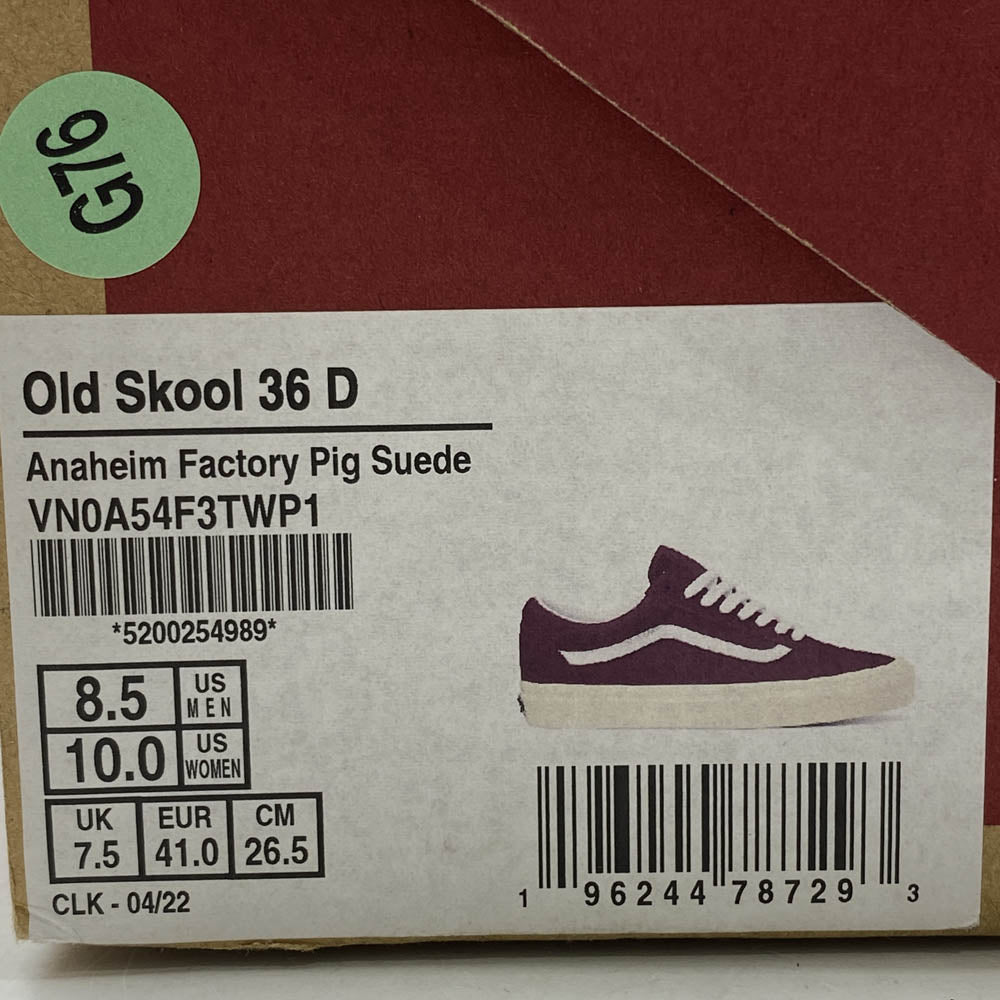 G76
Old Skool 36 D
Anaheim Factory Pig Suede
VN0A54F3TWP1
*5200254989*
8.5 US MEN
10.0 US WOMEN
UK EUR CM
7.5 41.0 26.5
CLK - 04/22
1 96244 78729 3